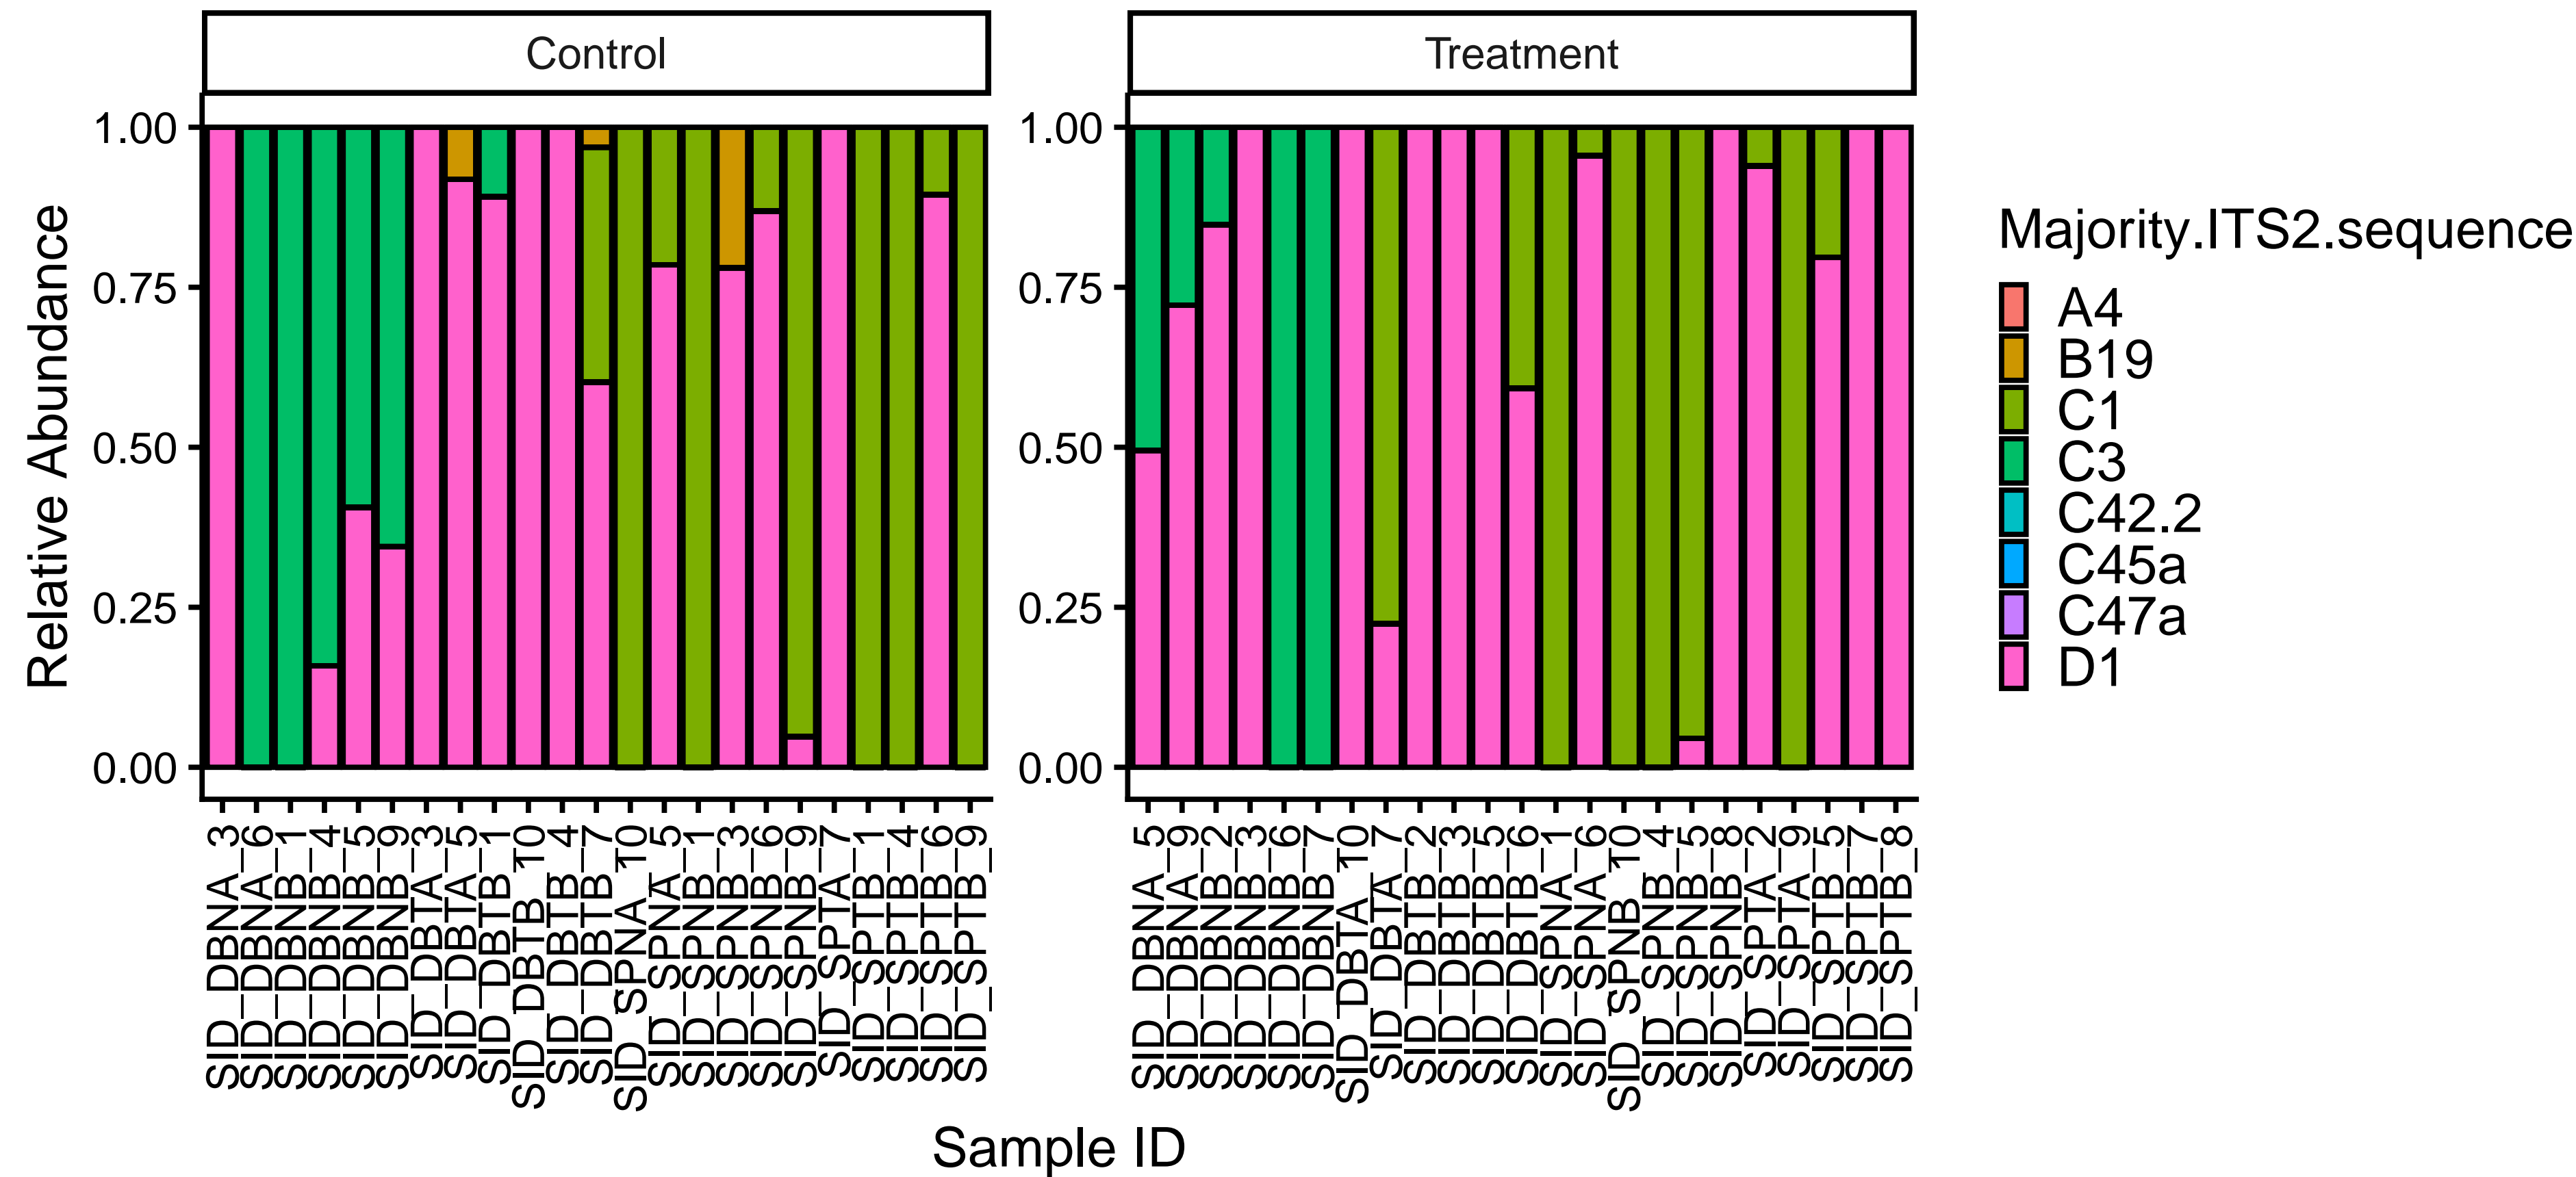 Control
Treatment
Relative Abundance
1.00
0.75
0.50
0.25
0.00
1.00
0.75
0.50
0.25
0.00
SID_DBNA_3
SID_DBNA_6
SID_DBNB_1
SID_DBNB_4
SID_DBNB_5
SID_DBNB_9
SID_DBTA_3
SID_DBTA_5
SID_DBTB_1
SID_DBTB_10
SID_DBTB_4
SID_DBTB_7
SID_SPNA_10
SID_SPNA_5
SID_SPNB_1
SID_SPNB_3
SID_SPNB_6
SID_SPNB_9
SID_SPTA_7
SID_SPTB_1
SID_SPTB_4
SID_SPTB_6
SID_SPTB_9
SID_DBNA_5
SID_DBNA_9
SID_DBNB_2
SID_DBNB_3
SID_DBNB_6
SID_DBNB_7
SID_DBTA_10
SID_DBTA_7
SID_DBTB_2
SID_DBTB_3
SID_DBTB_5
SID_DBTB_6
SID_SPNA_1
SID_SPNA_6
SID_SPNB_10
SID_SPNB_4
SID_SPNB_5
SID_SPNB_8
SID_SPTA_2
SID_SPTA_9
SID_SPTB_5
SID_SPTB_7
SID_SPTB_8
Sample ID
Majority.ITS2.sequence
A4
B19
C1
C3
C42.2
C45a
C47a
D1